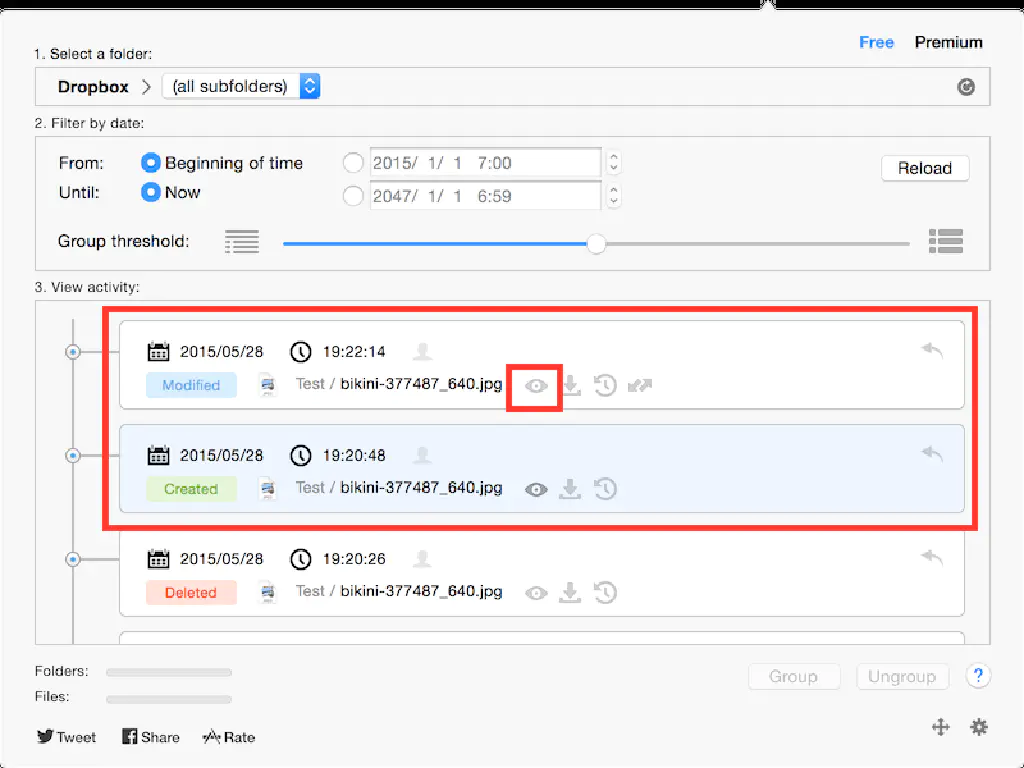 Free Premium
1. Select a folder:
Dropbox (all subfolders)
2. Filter by date:
From: Beginning of time 2015/ 1/ 1 7:00
Reload
Until: Now 2047/ 1/ 1 6:59
Group threshold:
3. View activity:
2015/05/28 19:22:14
Modified Test / bikini-377487_640.jpg
2015/05/28 19:20:48
Created Test / bikini-377487_640.jpg
2015/05/28 19:20:26
Deleted Test / bikini-377487_640.jpg
Folders:
Group Ungroup ?
Files:
Tweet Share Rate